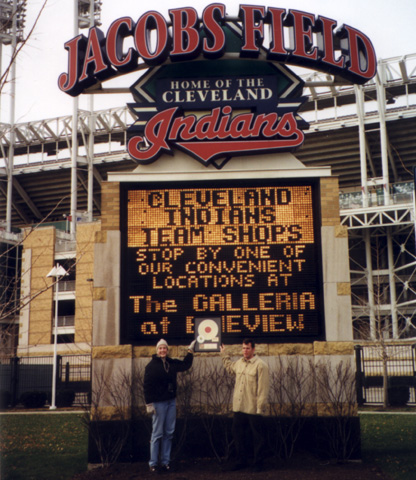 JACOBS FIELD
HOME OF THE
CLEVELAND
Indians
CLEVELAND
INDIANS
TEAM SHOPS
STOP BY ONE OF
OUR CONVENIENT
LOCATIONS AT
The GALLERIA
at EVIEW